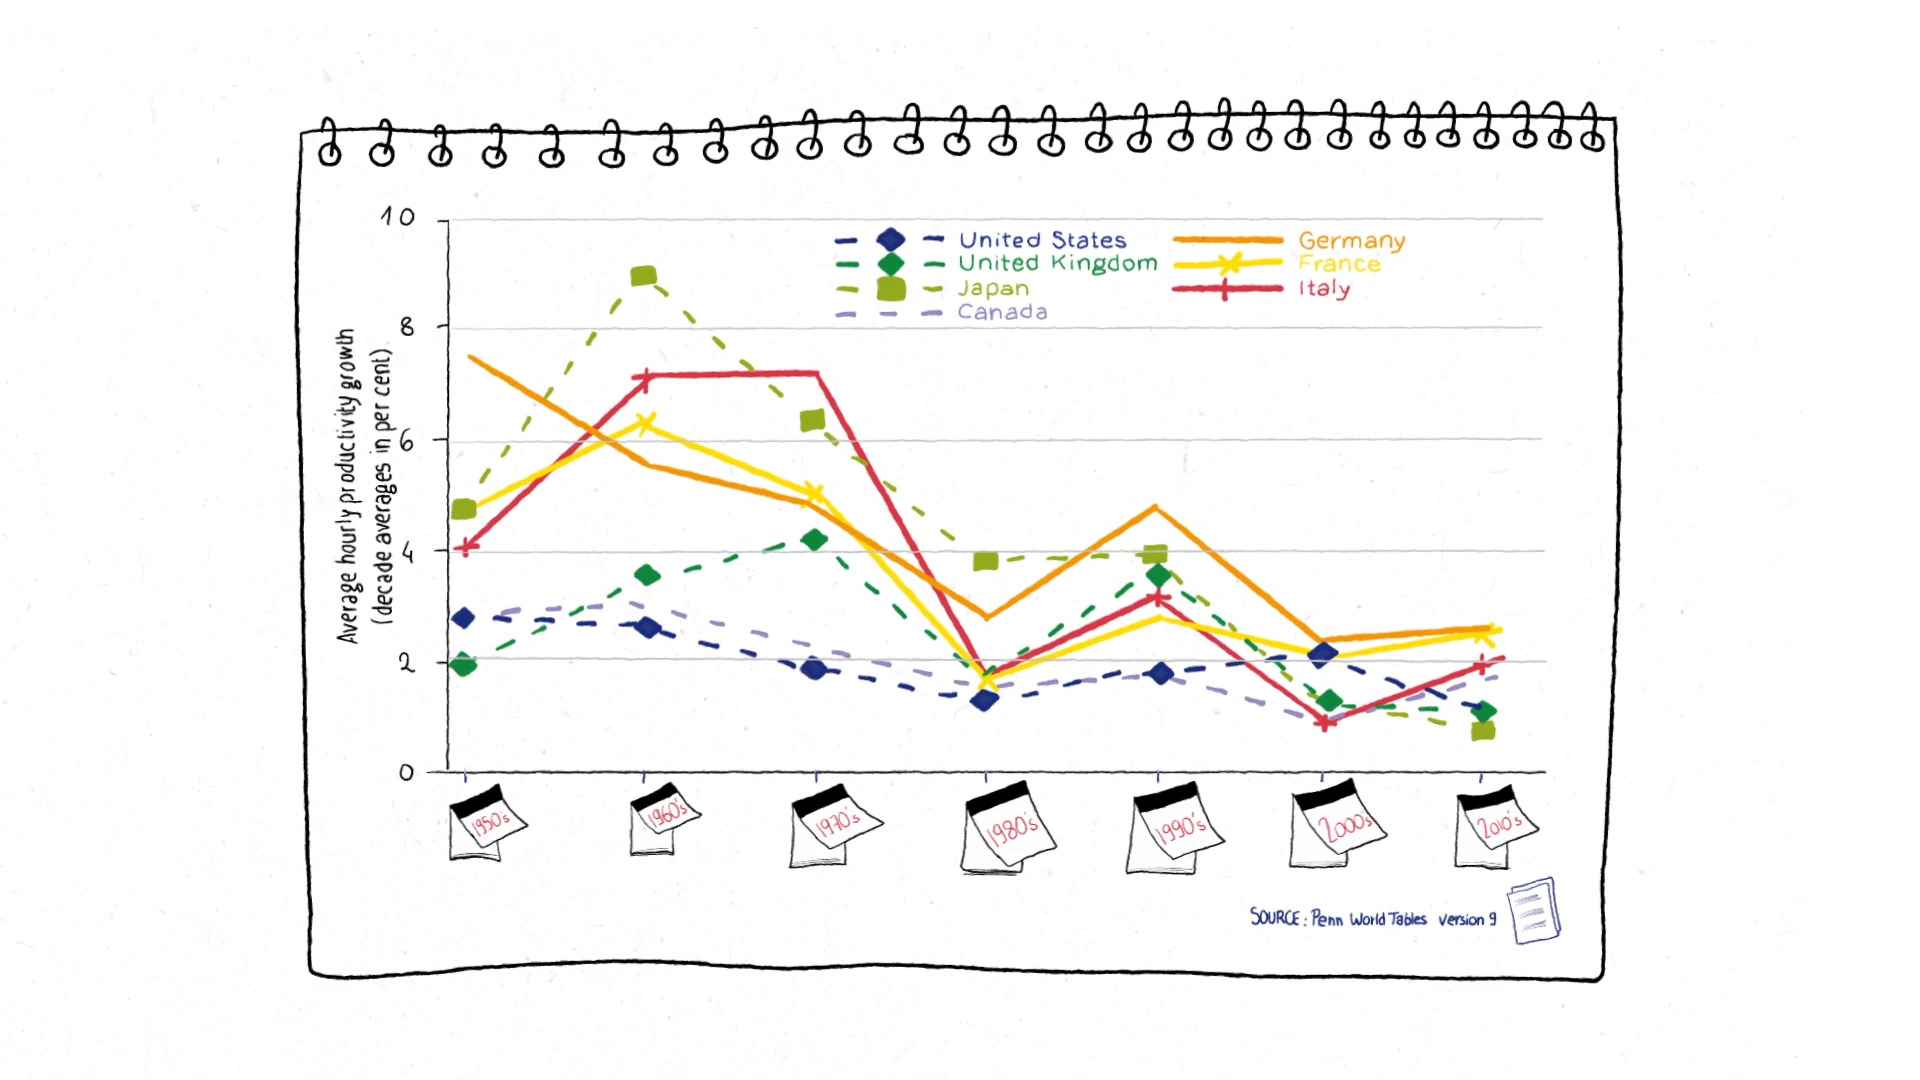 10
8
6
4
2
0
Average hourly productivity growth
(decade averages in per cent)
United States
United Kingdom
Japan
Canada
Germany
France
Italy
1950's
1960's
1970's
1980's
1990's
2000s
2010's
SOURCE: Penn World Tables version 9